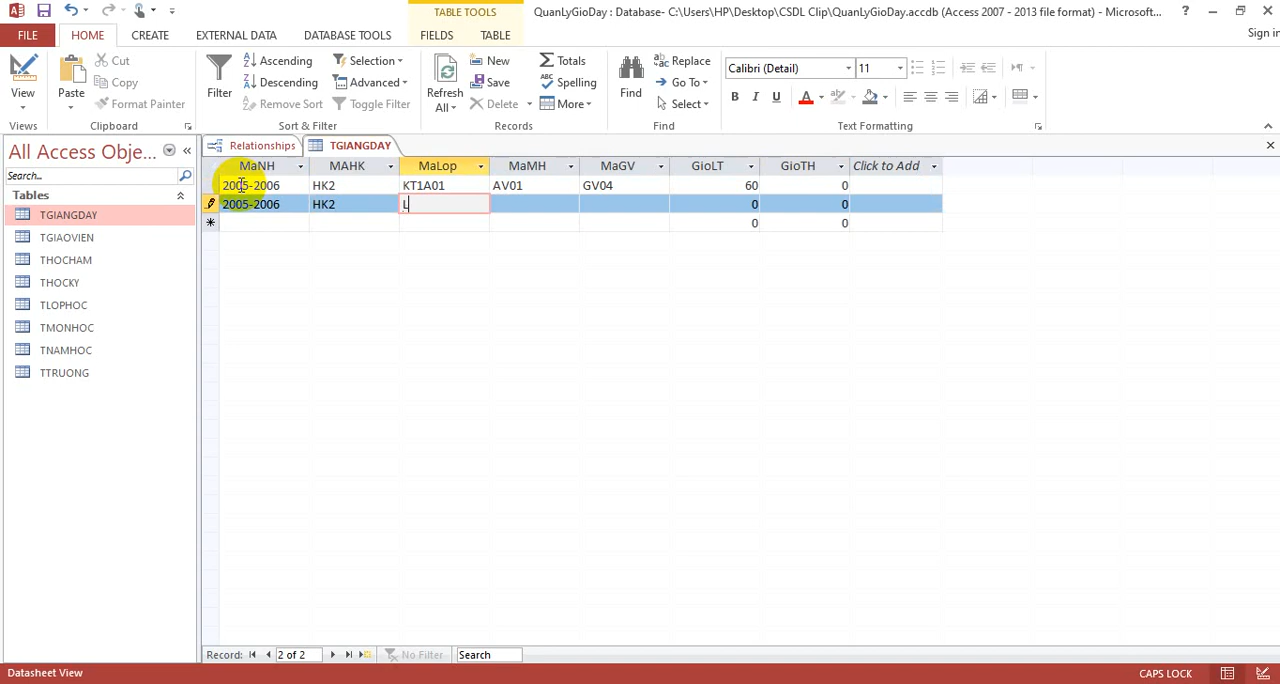 QuanLyGioDay : Database- C:\Users\HP\Desktop\CSDL Clip\QuanLyGioDay.accdb (Access 2007 - 2013 file format) - Microsoft...
TABLE TOOLS
FILE HOME CREATE EXTERNAL DATA DATABASE TOOLS FIELDS TABLE Sign in
View
Views
Paste
Cut
Copy
Format Painter
Clipboard
Filter
Ascending
Descending
Remove Sort
Selection
Advanced
Toggle Filter
Sort & Filter
Refresh
All
New
Save
Delete
Totals
Spelling
More
Records
Find
Replace
Go To
Select
Find
Calibri (Detail) 11
B I U A
Text Formatting
All Access Obje...
Search...
Tables
TGIANGDAY
TGIAOVIEN
THOCHAM
THOCKY
TLOPHOC
TMONHOC
TNAMHOC
TTRUONG
Relationships TGIANGDAY
MaNH MAHK MaLop MaMH MaGV GioLT GioTH Click to Add
2005-2006 HK2 KT1A01 AV01 GV04 60 0
2005-2006 HK2 L 0 0
0 0
Record: 2 of 2 No Filter Search
Datasheet View CAPS LOCK